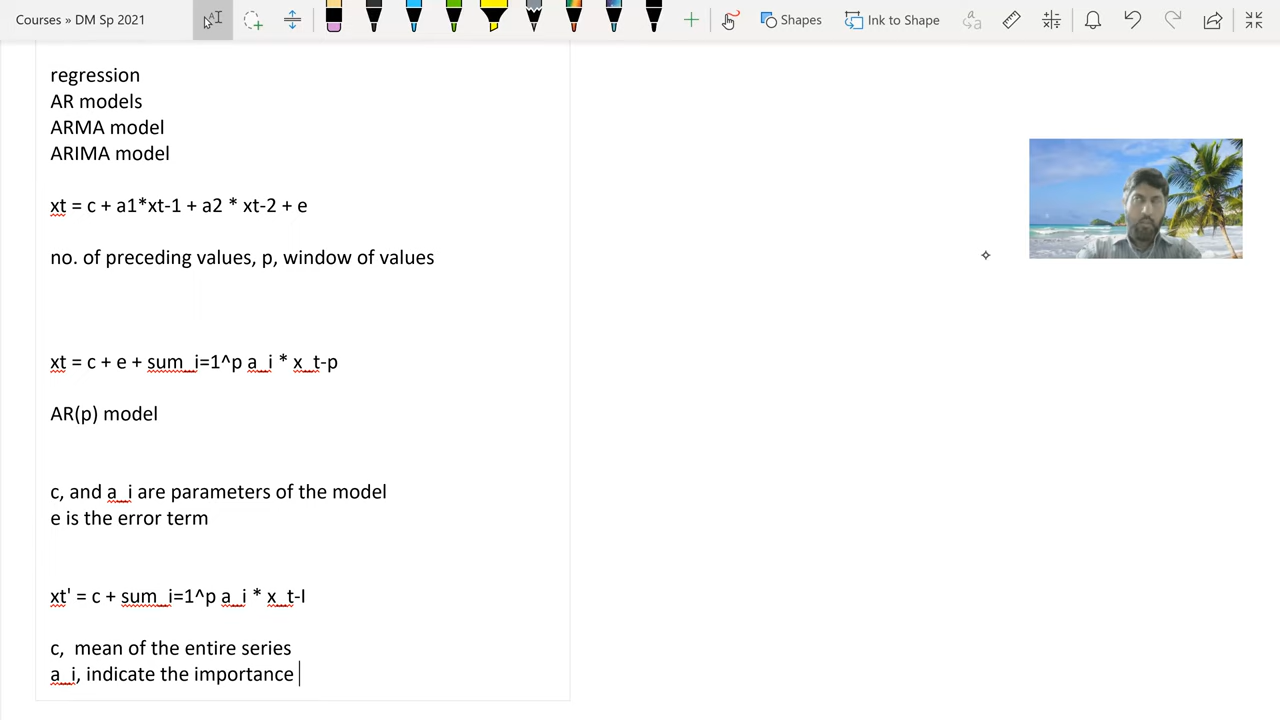 Courses » DM Sp 2021
Shapes
Ink to Shape
regression
AR models
ARMA model
ARIMA model
xt = c + a1*xt-1 + a2 * xt-2 + e
no. of preceding values, p, window of values
xt = c + e + sum_i=1^p a_i * x_t-p
AR(p) model
c, and a_i are parameters of the model
e is the error term
xt' = c + sum_i=1^p a_i * x_t-I
c,  mean of the entire series
a_i, indicate the importance